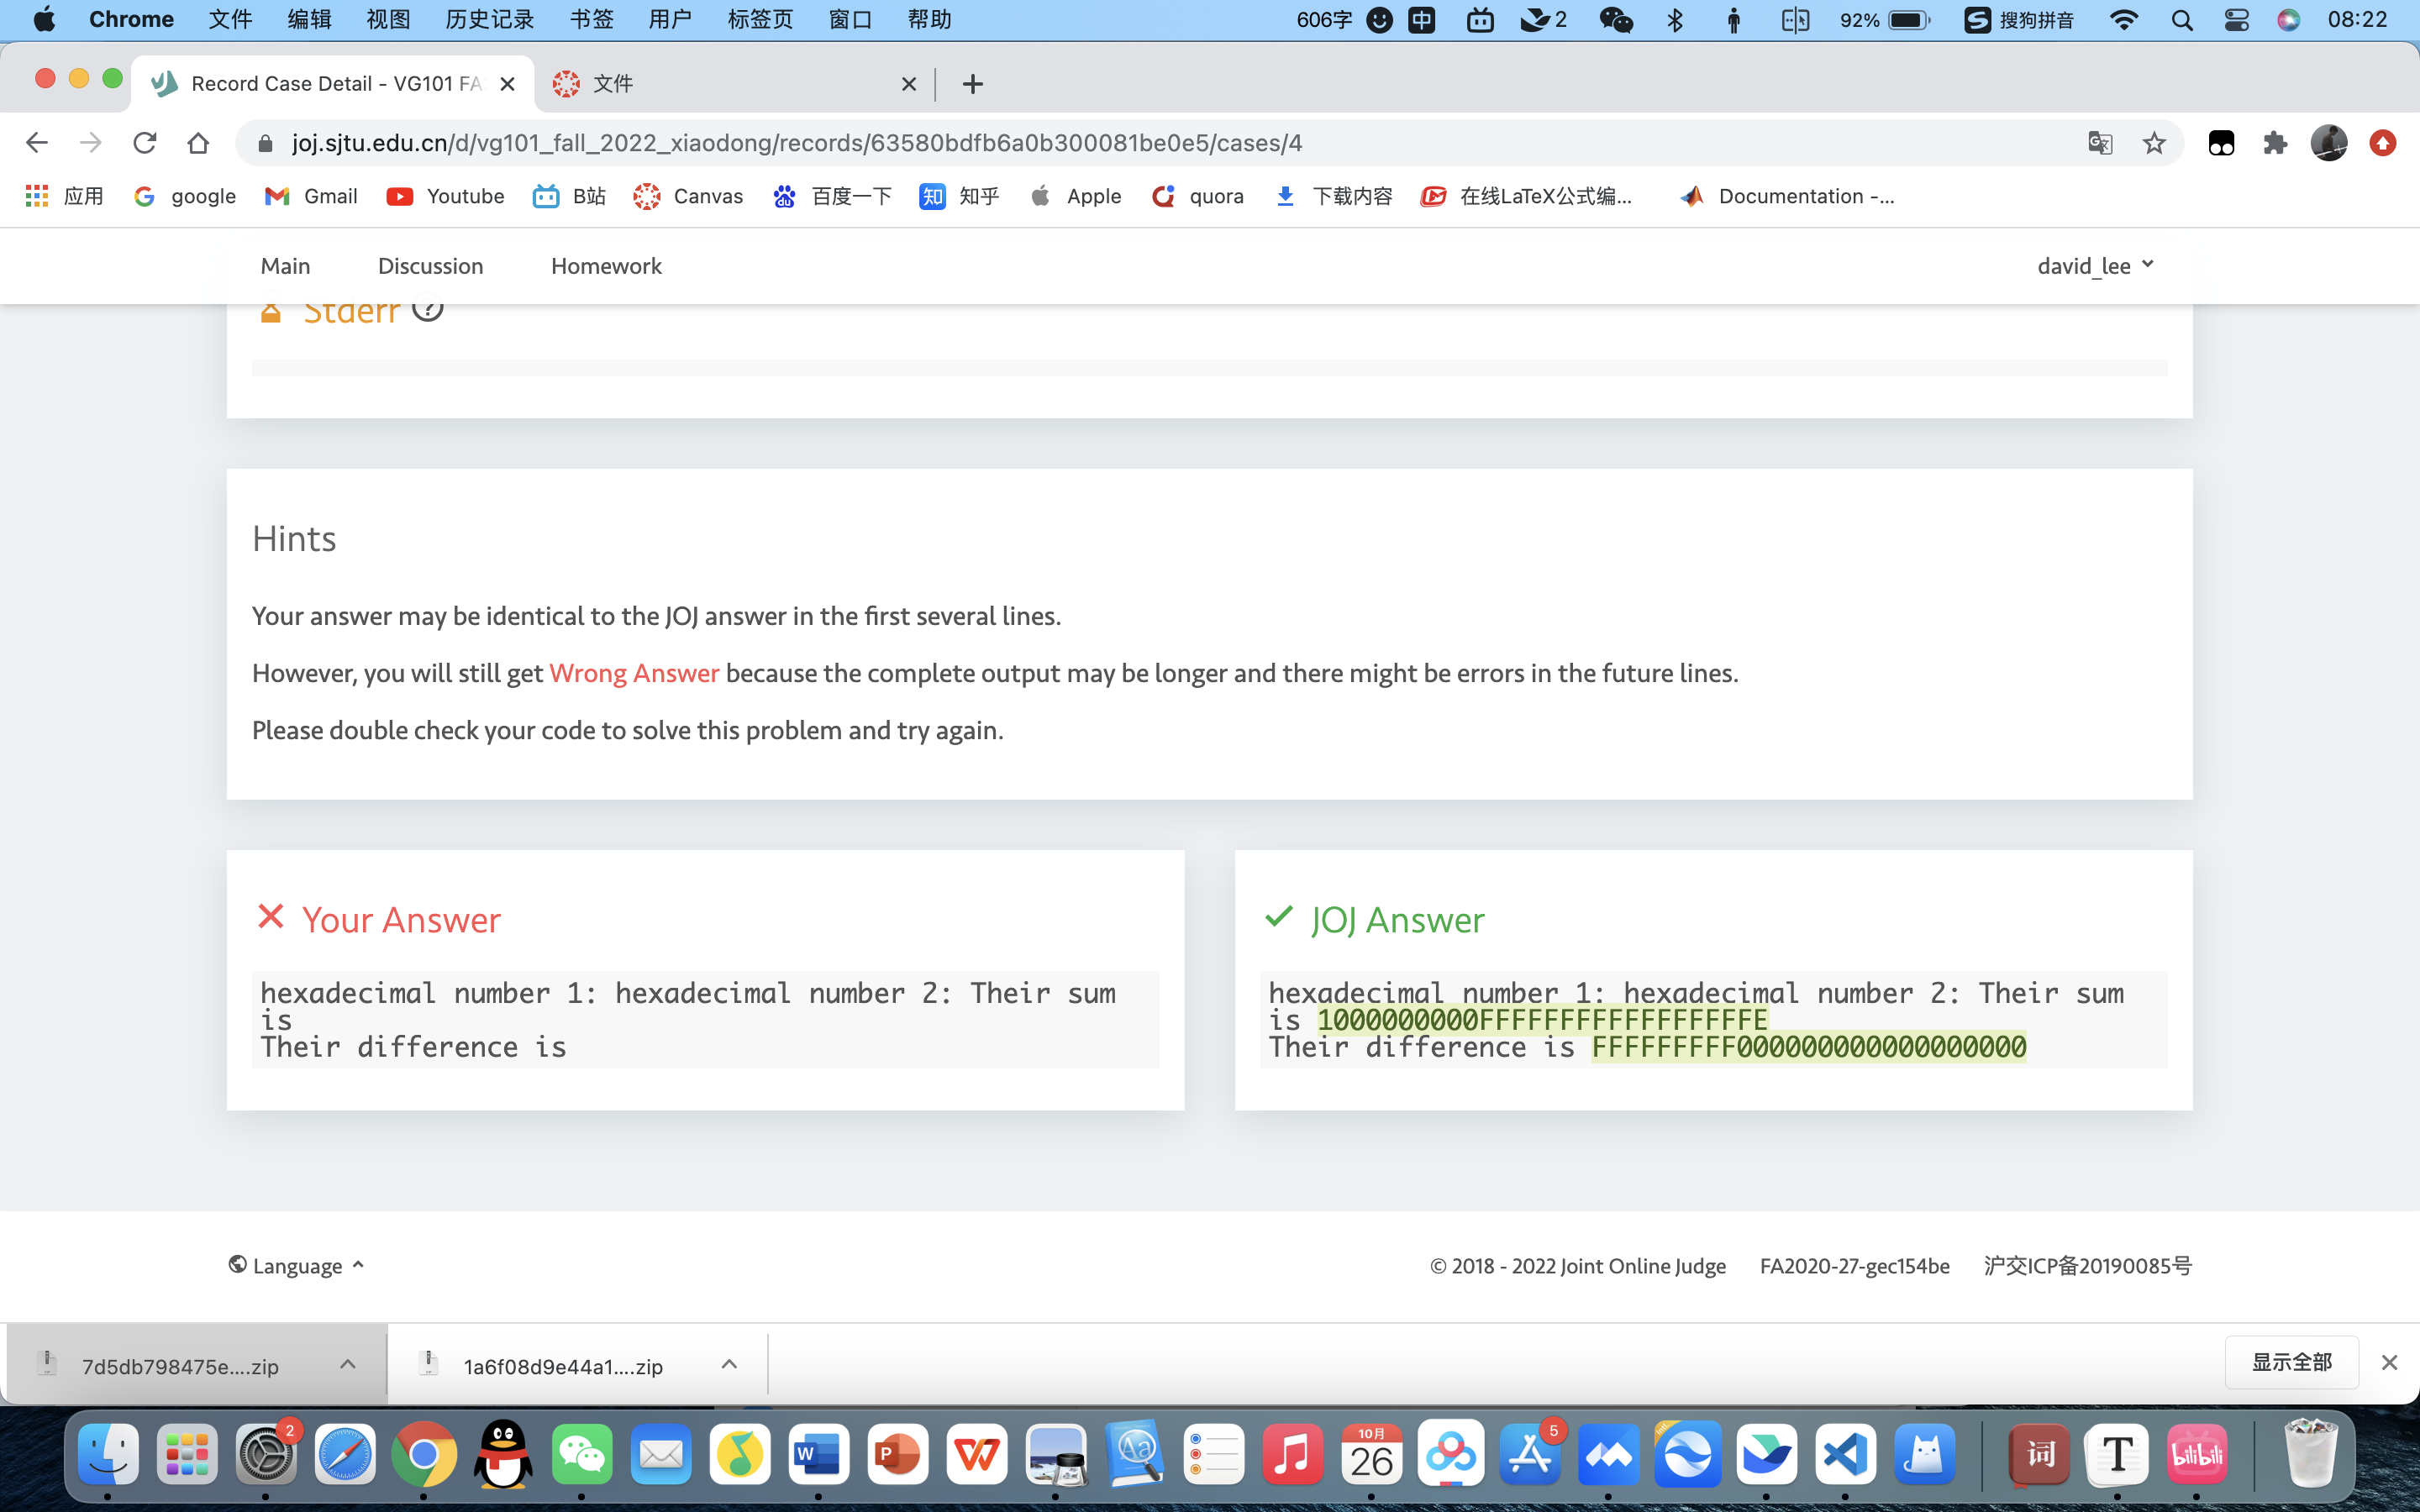 Chrome 文件 编辑 视图 历史记录 书签 用户 标签页 窗口 帮助 606字 中 2 92% 搜狗拼音 08:22
Record Case Detail - VG101 FA 文件
joj.sjtu.edu.cn/d/vg101_fall_2022_xiaodong/records/63580bdfb6a0b300081be0e5/cases/4
应用 google Gmail Youtube B站 Canvas 百度一下 知乎 Apple quora 下载内容 在线LaTeX公式编... Documentation -...
Main Discussion Homework david_lee
Stderr
Hints
Your answer may be identical to the JOJ answer in the first several lines.
However, you will still get Wrong Answer because the complete output may be longer and there might be errors in the future lines.
Please double check your code to solve this problem and try again.
Your Answer
hexadecimal number 1: hexadecimal number 2: Their sum
is
Their difference is
JOJ Answer
hexadecimal number 1: hexadecimal number 2: Their sum
is 1000000000FFFFFFFFFFFFFFFFFE
Their difference is FFFFFFFFF000000000000000000
Language © 2018 - 2022 Joint Online Judge FA2020-27-gec154be 沪交ICP备20190085号
7d5db798475e....zip 1a6f08d9e44a1....zip 显示全部
2 W P Aa 10月 26 5 词 T bilibili